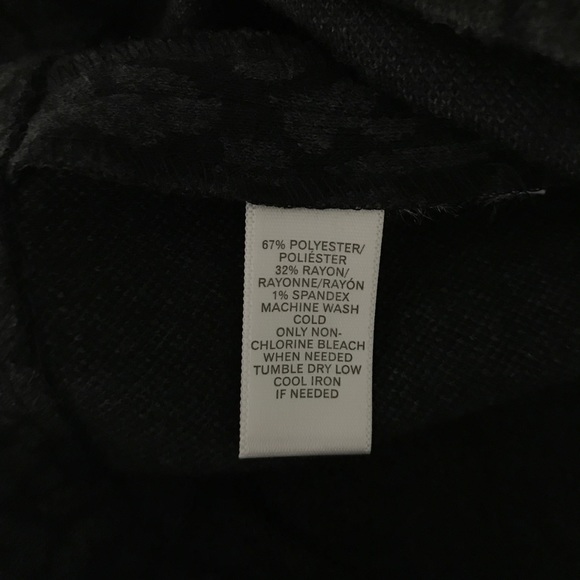 67% POLYESTER/
POLIÉSTER
32% RAYON/
RAYONNE/RAYÓN
1% SPANDEX
MACHINE WASH
COLD
ONLY NON-
CHLORINE BLEACH
WHEN NEEDED
TUMBLE DRY LOW
COOL IRON
IF NEEDED